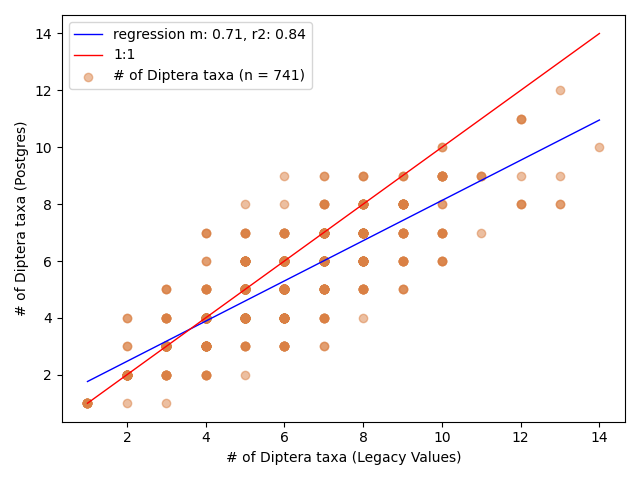 regression m: 0.71, r2: 0.84
1:1
# of Diptera taxa (n = 741)
14
12
10
8
6
4
2
# of Diptera taxa (Postgres)
2 4 6 8 10 12 14
# of Diptera taxa (Legacy Values)